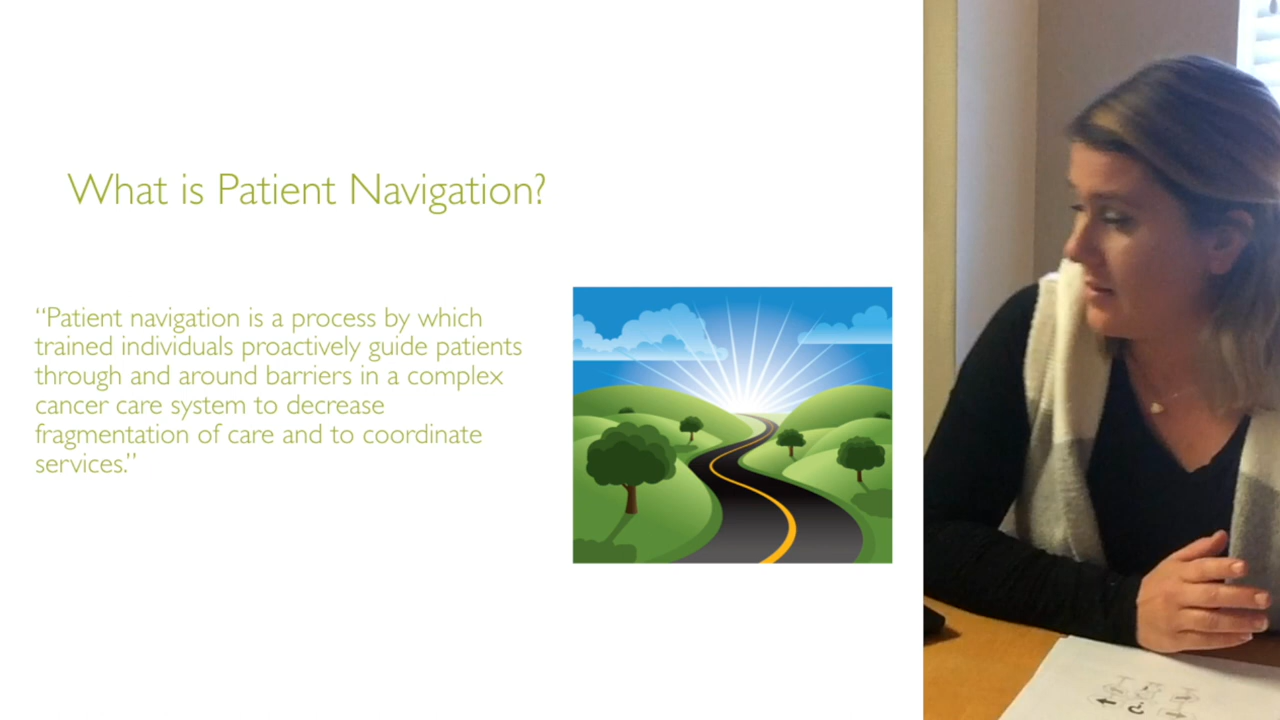 What is Patient Navigation?
“Patient navigation is a process by which
trained individuals proactively guide patients
through and around barriers in a complex
cancer care system to decrease
fragmentation of care and to coordinate
services.”